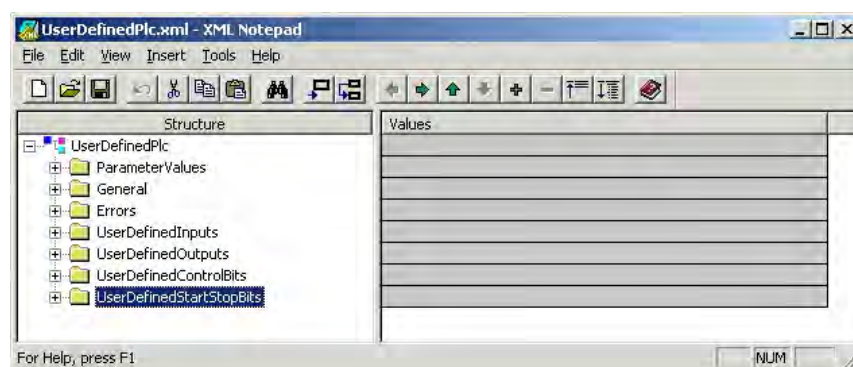 UserDefinedPlc.xml - XML Notepad
File Edit View Insert Tools Help
Structure
Values
UserDefinedPlc
ParameterValues
General
Errors
UserDefinedInputs
UserDefinedOutputs
UserDefinedControlBits
UserDefinedStartStopBits
For Help, press F1
NUM